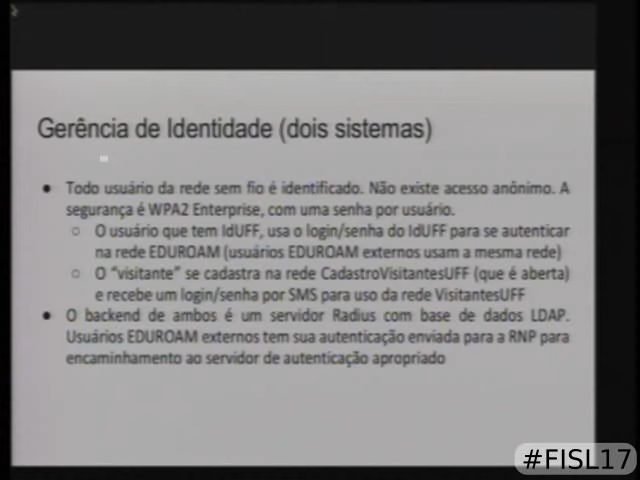 Gerência de Identidade (dois sistemas)
● Todo usuário da rede sem fio é identificado. Não existe acesso anônimo. A
segurança é WPA2 Enterprise, com uma senha por usuário.
○ O usuário que tem IdUFF, usa o login/senha do IdUFF para se autenticar
na rede EDUROAM (usuários EDUROAM externos usam a mesma rede)
○ O "visitante" se cadastra na rede CadastroVisitantesUFF (que é aberta)
e recebe um login/senha por SMS para uso da rede VisitantesUFF
● O backend de ambos é um servidor Radius com base de dados LDAP.
Usuários EDUROAM externos tem sua autenticação enviada para a RNP para
encaminhamento ao servidor de autenticação apropriado
#FISL17